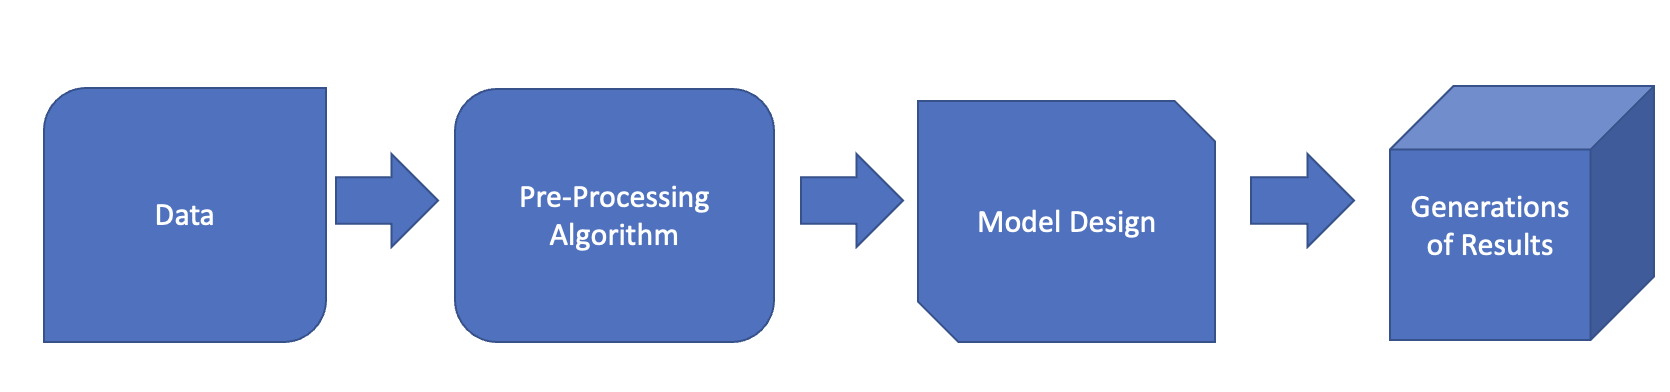 Data
Pre-Processing
Algorithm
Model Design
Generations
of Results